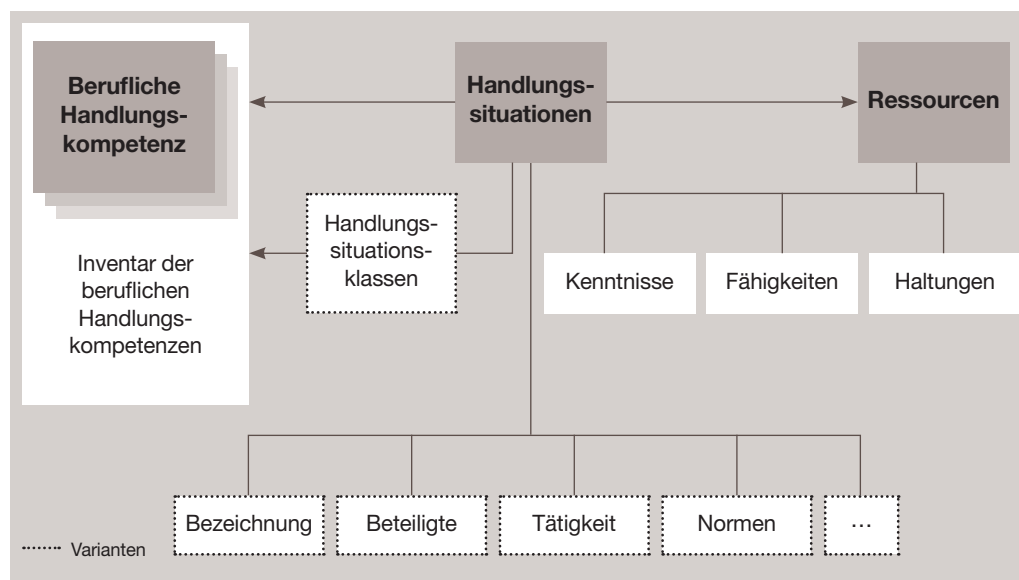 Berufliche
Handlungs-
kompetenz
Handlungs-
situationen
Ressourcen
Handlungs-
situations-
klassen
Inventar der
beruflichen
Handlungs-
kompetenzen
Kenntnisse
Fähigkeiten
Haltungen
Bezeichnung
Beteiligte
Tätigkeit
Normen
...
Varianten